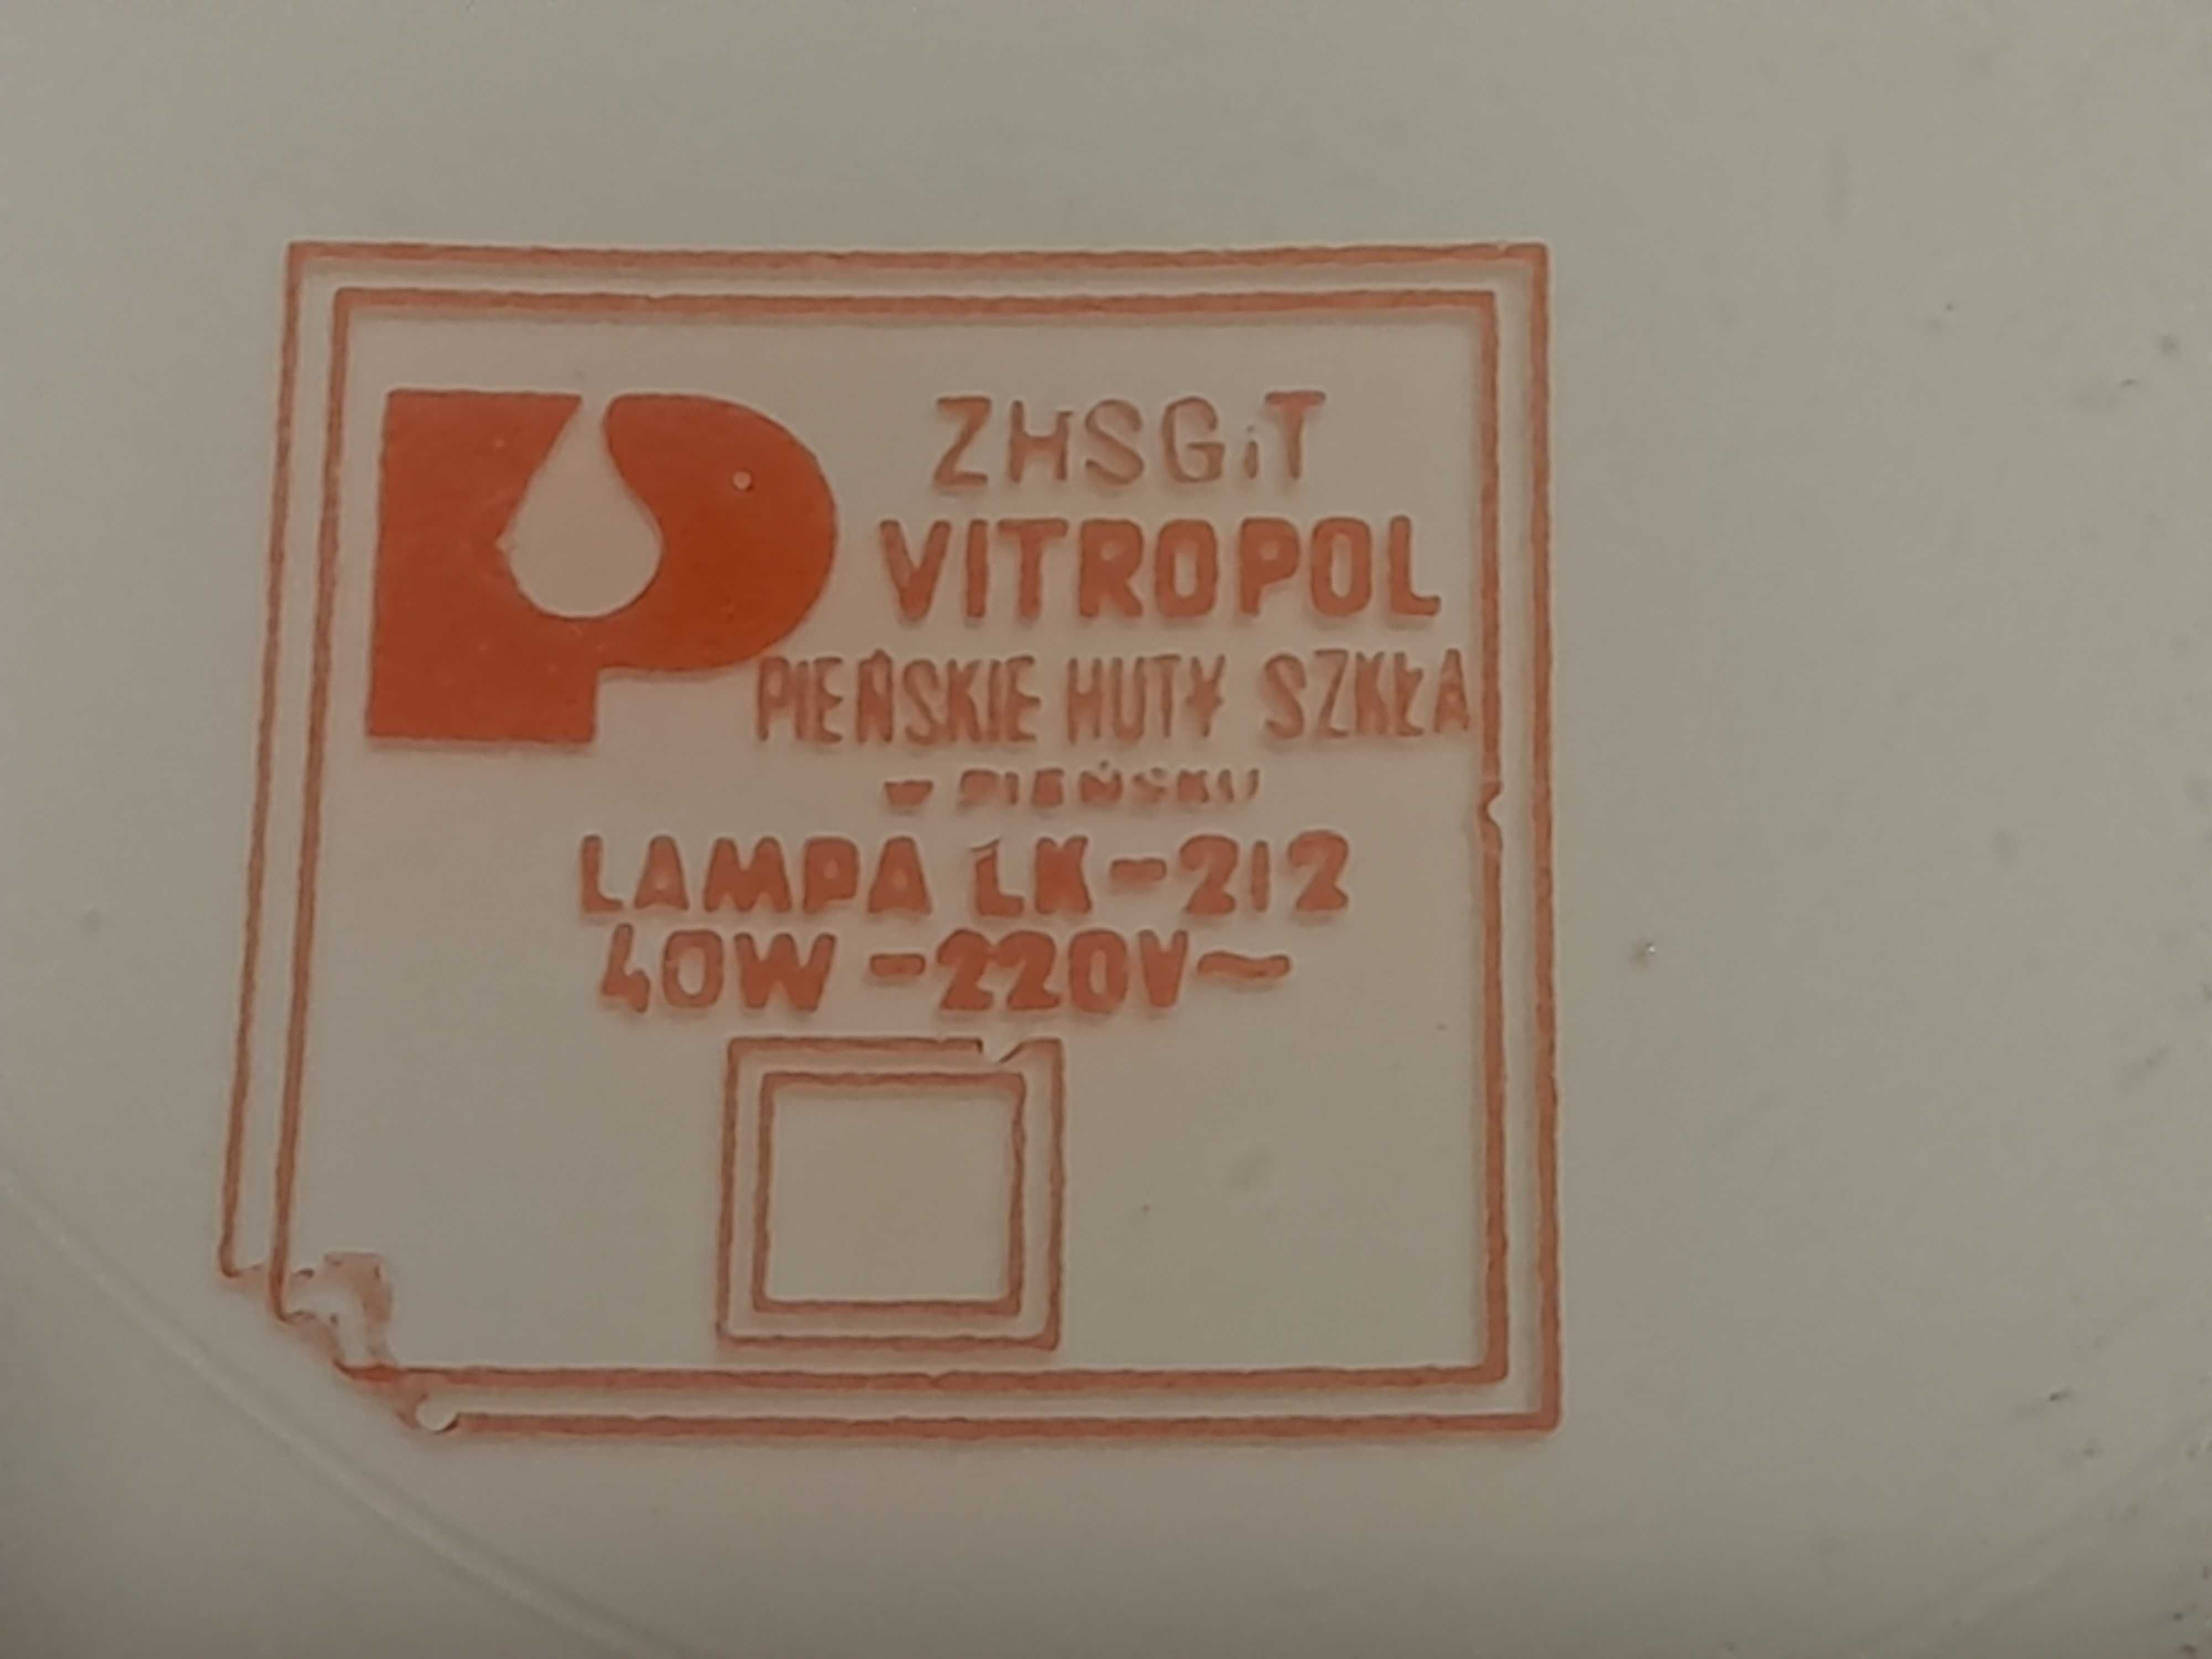 ZHSGiT
VITROPOL
PIEŃSKIE HUTY SZKŁA
w PIEŃSKU
LAMPA LK-212
40W -220V~